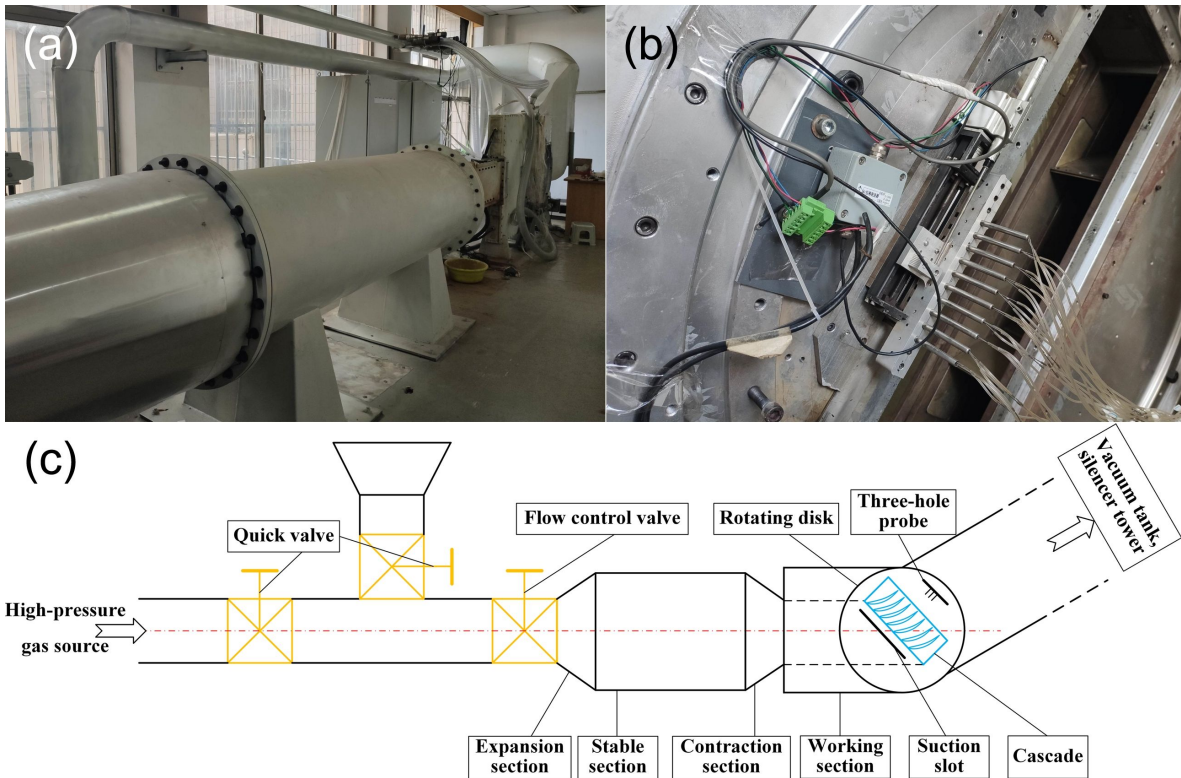 (a)
(b)
(c)
Quick valve
Flow control valve
Rotating disk
Three-hole
probe
Vacuum tank,
silencer tower
High-pressure
gas source
Expansion
section
Stable
section
Contraction
section
Working
section
Suction
slot
Cascade